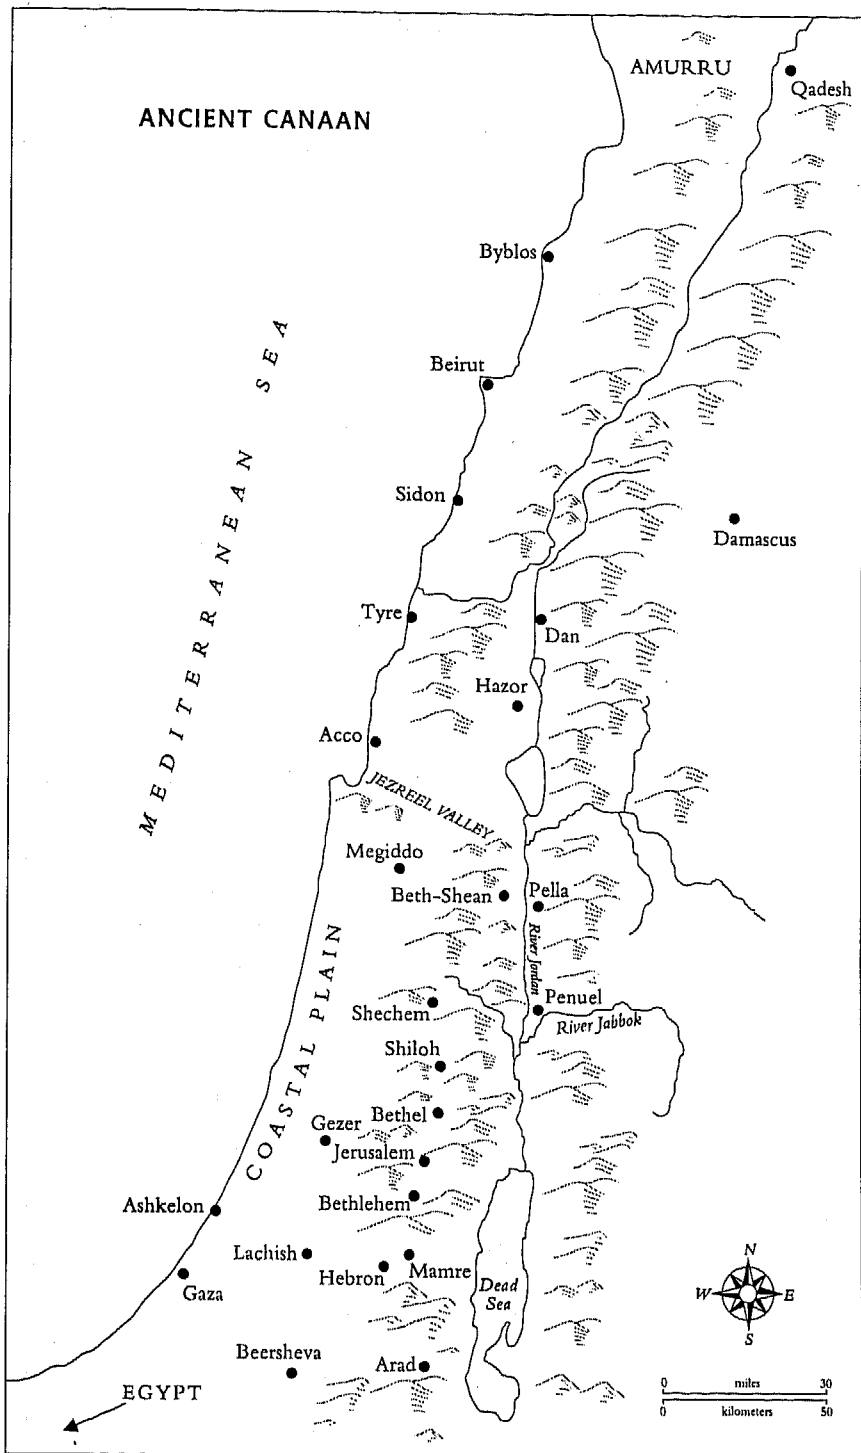 AMURRU
Qadesh
ANCIENT CANAAN
Byblos
MEDITERRANEAN SEA
Beirut
Sidon
Damascus
Tyre
Dan
Hazor
Acco
JEZREEL VALLEY
Megiddo
Beth-Shean
Pella
River Jordan
COASTAL PLAIN
Shechem
Penuel
River Jabbok
Shiloh
Bethel
Gezer
Jerusalem
Bethlehem
Ashkelon
Lachish
Hebron
Mamre
Gaza
Dead
Sea
N
W
E
S
Beersheva
Arad
EGYPT
0 miles 30
0 kilometers 50